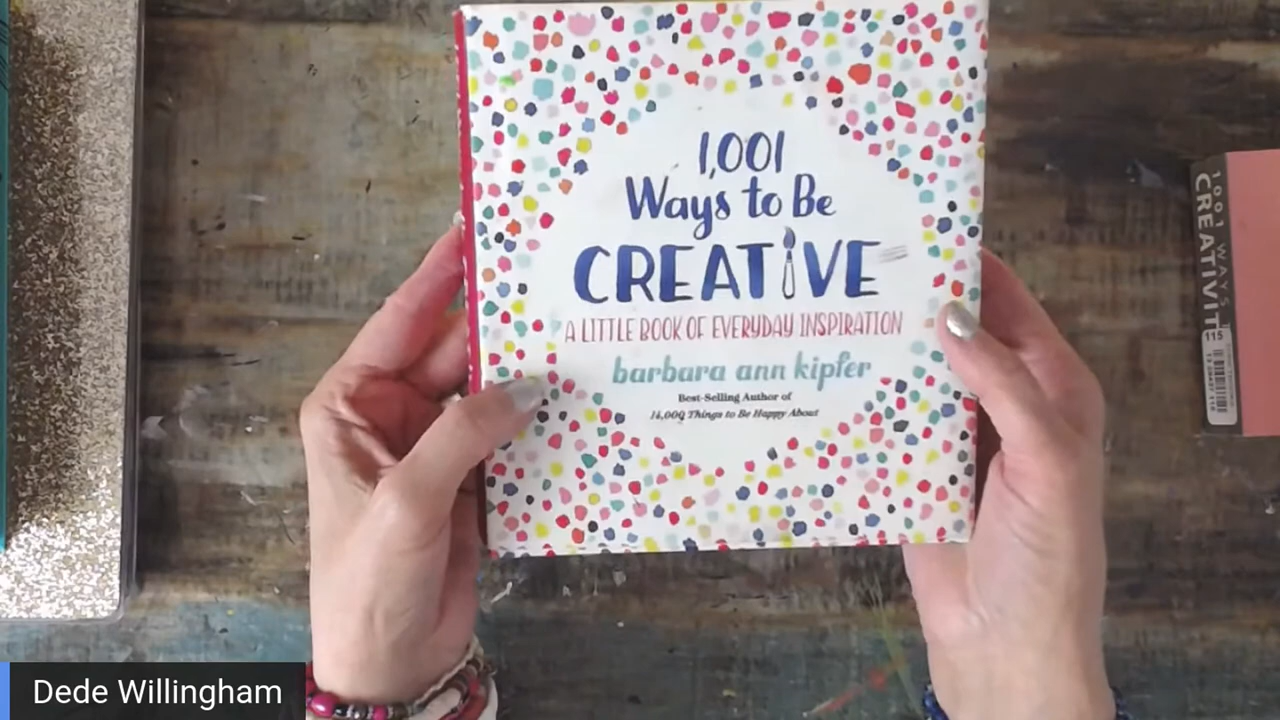 1,001
Ways to Be
CREATIVE
A LITTLE BOOK OF EVERYDAY INSPIRATION
barbara ann kipfer
Best-Selling Author of
14,000 Things to Be Happy About
1001 WAYS
CREATIVIT
115
Dede Willingham